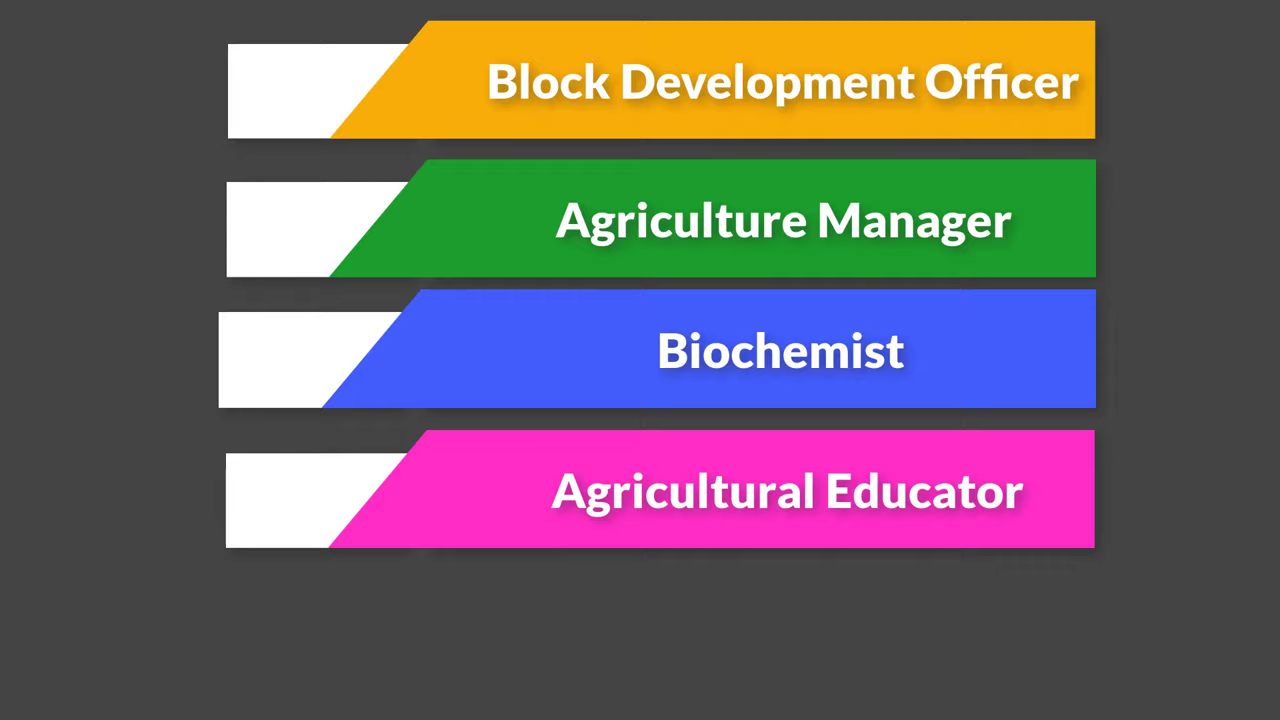 Block Development Officer
Agriculture Manager
Biochemist
Agricultural Educator